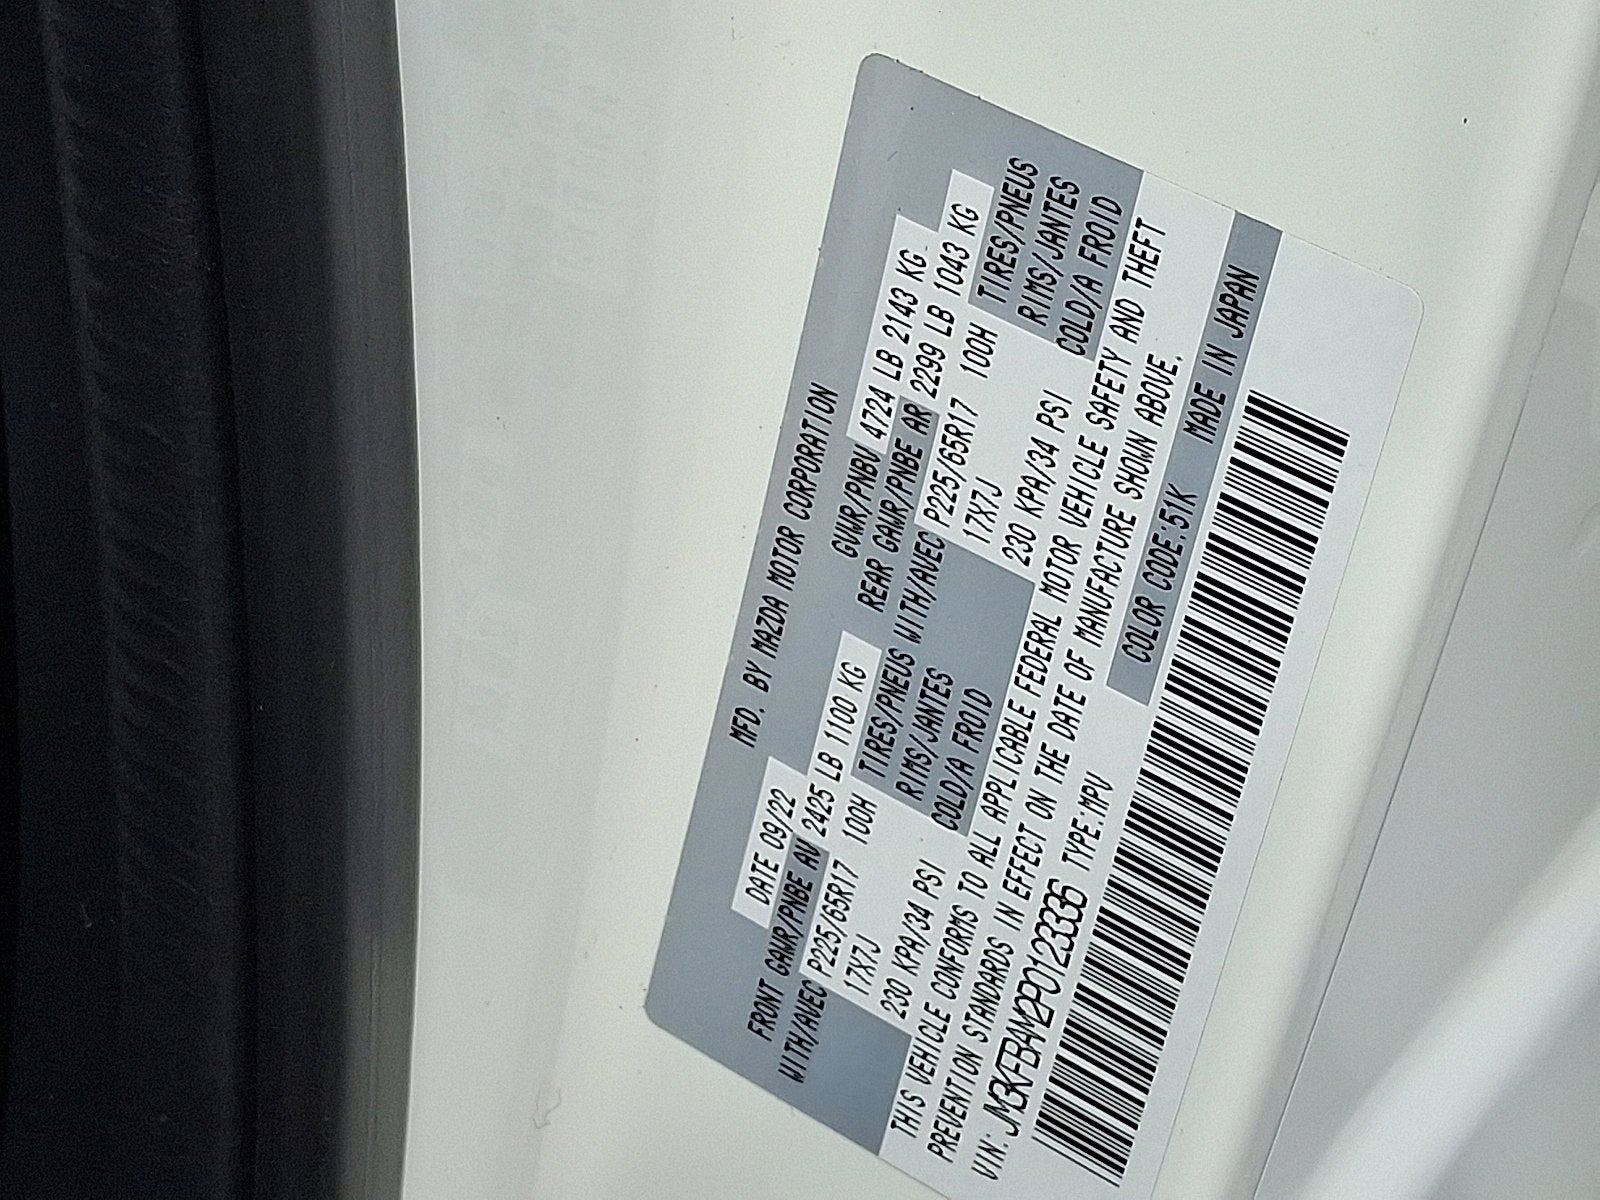 MFD. BY MAZDA MOTOR CORPORATION
DATE 09/22 GVWR/PNBV 4724 LB 2143 KG
FRONT GAWR/PNBE AV 2425 LB 1100 KG REAR GAWR/PNBE AR 2299 LB 1043 KG
WITH/AVEC P225/65R17 100H TIRES/PNEUS WITH/AVEC P225/65R17 100H TIRES/PNEUS
17X7J RIMS/JANTES 17X7J RIMS/JANTES
230 KPA/34 PSI COLD/A FROID 230 KPA/34 PSI COLD/A FROID
THIS VEHICLE CONFORMS TO ALL APPLICABLE FEDERAL MOTOR VEHICLE SAFETY AND THEFT
PREVENTION STANDARDS IN EFFECT ON THE DATE OF MANUFACTURE SHOWN ABOVE.
VIN: JM3KFBAM2P0123336 TYPE:MPV COLOR CODE:51K MADE IN JAPAN